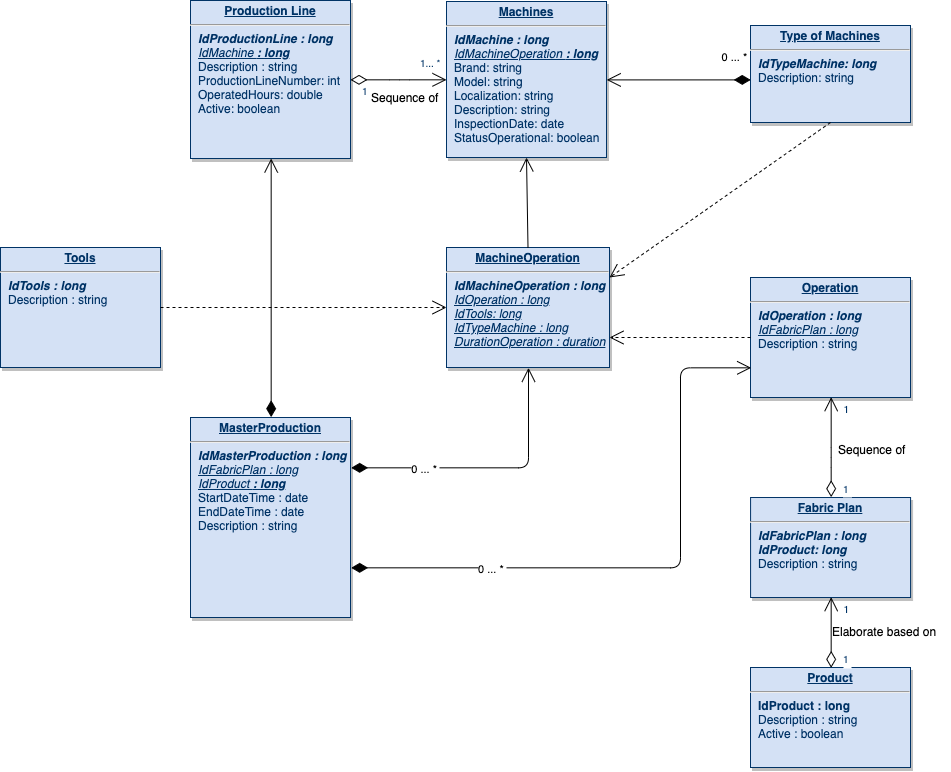 Production Line
IdProductionLine : long
IdMachine : long
Description : string
ProductionLineNumber: int
OperatedHours: double
Active: boolean
1... *
1
Sequence of
Machines
IdMachine : long
IdMachineOperation : long
Brand: string
Model: string
Localization: string
Description: string
InspectionDate: date
StatusOperational: boolean
0 ... *
Type of Machines
IdTypeMachine: long
Description: string
Tools
IdTools : long
Description : string
MachineOperation
IdMachineOperation : long
IdOperation : long
IdTools: long
IdTypeMachine : long
DurationOperation : duration
Operation
IdOperation : long
IdFabricPlan : long
Description : string
MasterProduction
IdMasterProduction : long
IdFabricPlan : long
IdProduct : long
StartDateTime : date
EndDateTime : date
Description : string
0 ... *
0 ... *
1
Sequence of
1
Fabric Plan
IdFabricPlan : long
IdProduct: long
Description : string
1
Elaborate based on
1
Product
IdProduct : long
Description : string
Active : boolean